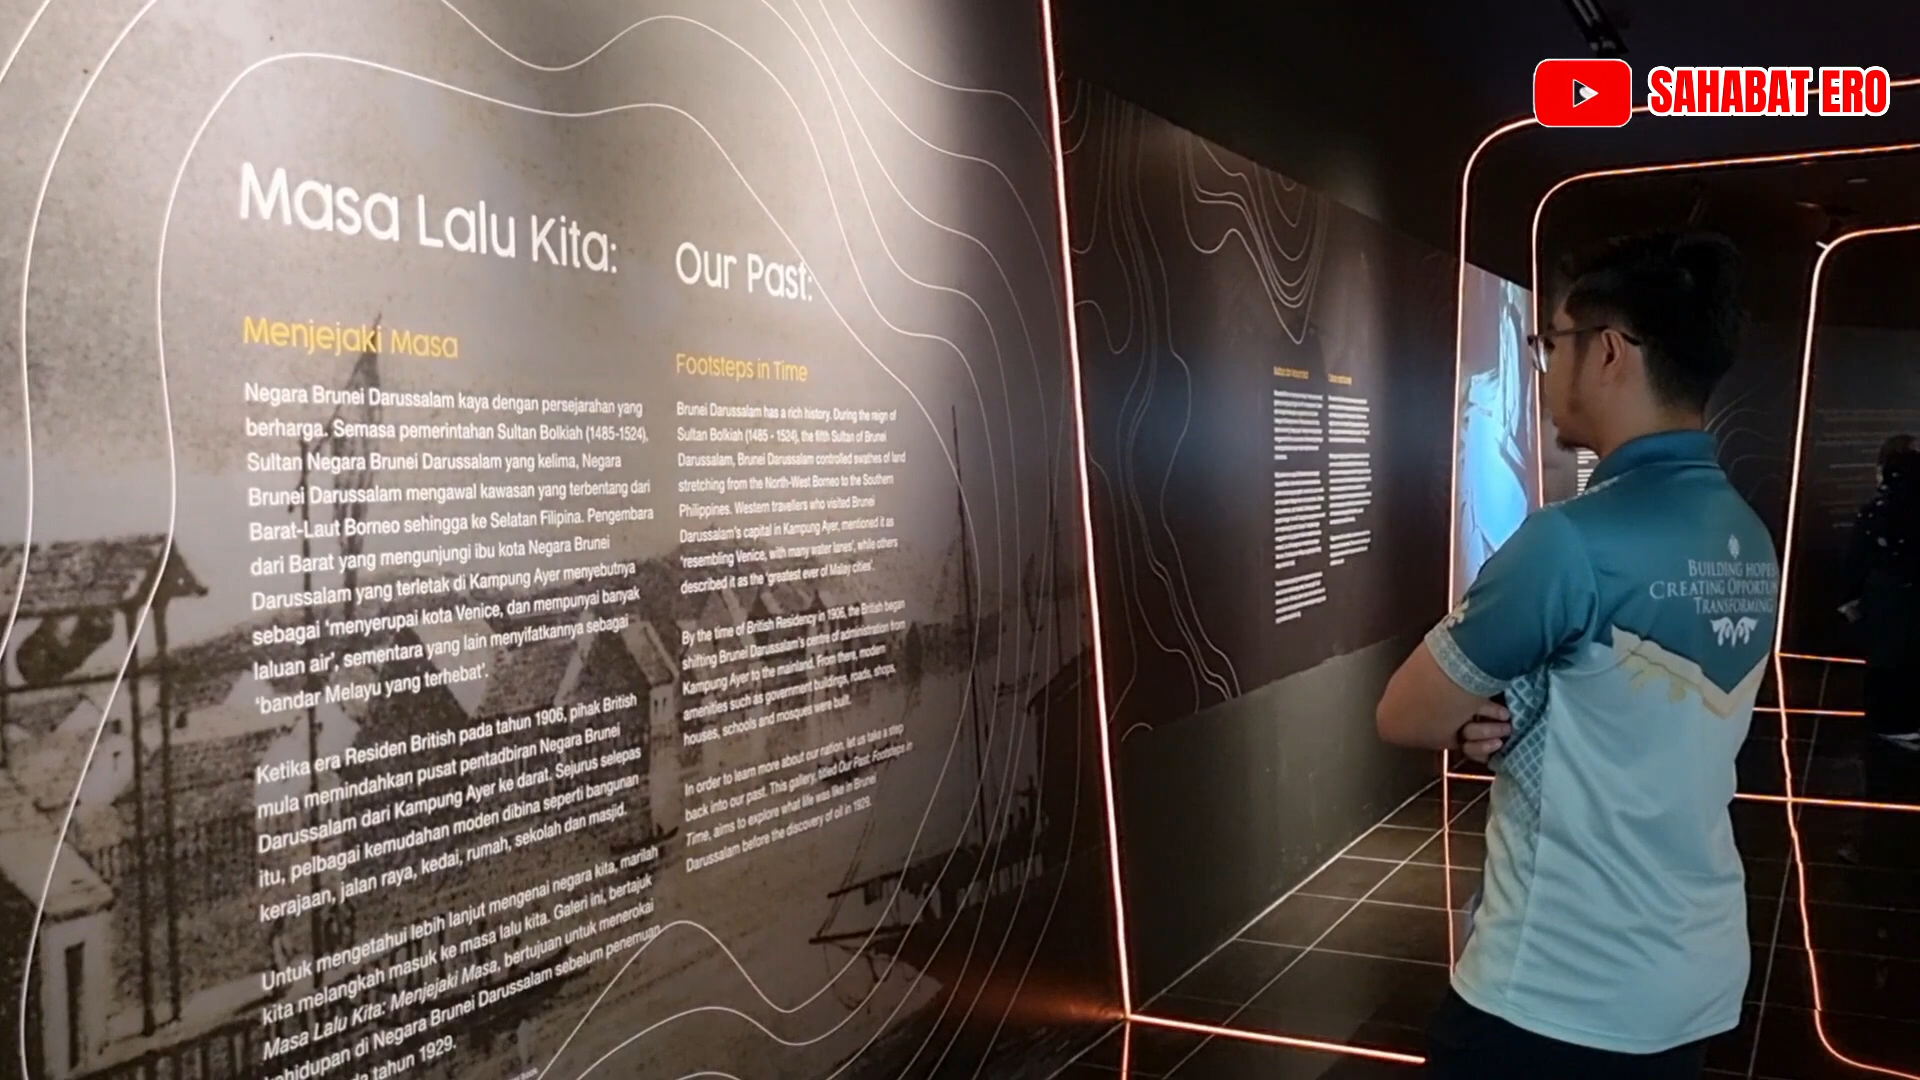 SAHABAT ERO
Masa Lalu Kita:
Menjejaki Masa
Negara Brunei Darussalam kaya dengan persejarahan yang
berharga. Semasa pemerintahan Sultan Bolkiah (1485-1524),
Sultan Negara Brunei Darussalam yang kelima, Negara
Brunei Darussalam mengawal kawasan yang terbentang dari
Barat-Laut Borneo sehingga ke Selatan Filipina. Pengembara
dari Barat yang mengunjungi ibu kota Negara Brunei
Darussalam yang terletak di Kampung Ayer menyebutnya
sebagai ‘menyerupai kota Venice, dan mempunyai banyak
laluan air’, sementara yang lain menyifatkannya sebagai
‘bandar Melayu yang terhebat’.
Ketika era Residen British pada tahun 1906, pihak British
mula memindahkan pusat pentadbiran Negara Brunei
Darussalam dari Kampung Ayer ke darat. Sejurus selepas
itu, pelbagai kemudahan moden dibina seperti bangunan
kerajaan, jalan raya, kedai, rumah, sekolah dan masjid.
Untuk mengetahui lebih lanjut mengenai negara kita, marilah
kita melangkah masuk ke masa lalu kita. Galeri ini, bertajuk
Masa Lalu Kita: Menjejaki Masa, bertujuan untuk menerokai
kehidupan di Negara Brunei Darussalam sebelum penemuan
tahun 1929.
Our Past:
Footsteps in Time
Brunei Darussalam has a rich history. During the reign of
Sultan Bolkiah (1485 - 1524), the fifth Sultan of Brunei
Darussalam, Brunei Darussalam controlled swathes of land
stretching from the North-West Borneo to the Southern
Philippines. Western travellers who visited Brunei
Darussalam’s capital in Kampung Ayer, mentioned it as
‘resembling Venice, with many water lanes’, while others
described it as the ‘greatest ever of Malay cities’.
By the time of British Residency in 1906, the British began
shifting Brunei Darussalam’s centre of administration from
Kampung Ayer to the mainland. From there, modern
amenities such as government buildings, roads, shops,
houses, schools and mosques were built.
In order to learn more about our nation, let us take a step
back into our past. This gallery, titled Our Past: Footsteps in
Time, aims to explore what life was like in Brunei
Darussalam before the discovery of oil in 1929.
BUILDING HOPES
CREATING
TRANSFORMING